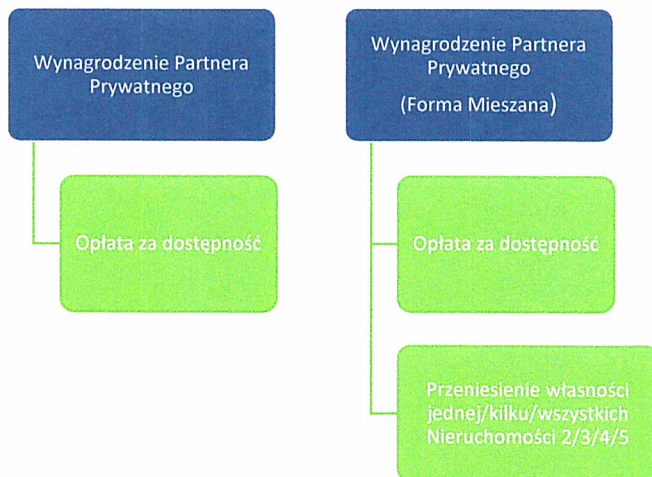 Wynagrodzenie Partnera
Prywatnego
Opłata za dostępność
Wynagrodzenie Partnera
Prywatnego
(Forma Mieszana)
Opłata za dostępność
Przeniesienie własności
jednej/kilku/wszystkich
Nieruchomości 2/3/4/5